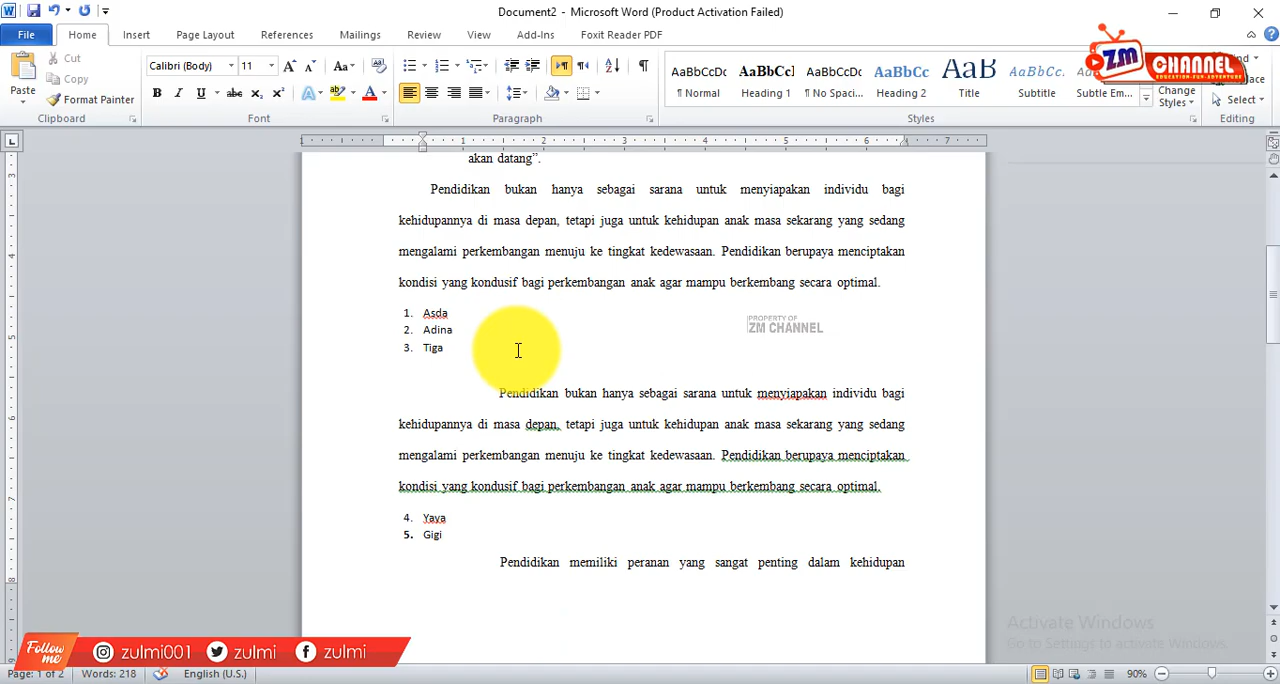 Document2 - Microsoft Word (Product Activation Failed)
File Home Insert Page Layout References Mailings Review View Add-Ins Foxit Reader PDF
ZM CHANNEL
EDUCATION-FUN-ADVENTURE
Paste
Cut
Copy
Format Painter
Calibri (Body) 11
AaBbCcDc AaBbCcI AaBbCcDc AaBbCc AaB AaBbCc. AaBbCcDc
¶ Normal Heading 1 ¶ No Spaci... Heading 2 Title Subtitle Subtle Em...
Change Styles
Select
Clipboard Font Paragraph Styles Editing
akan datang”.
Pendidikan bukan hanya sebagai sarana untuk menyiapakan individu bagi
kehidupannya di masa depan, tetapi juga untuk kehidupan anak masa sekarang yang sedang
mengalami perkembangan menuju ke tingkat kedewasaan. Pendidikan berupaya menciptakan
kondisi yang kondusif bagi perkembangan anak agar mampu berkembang secara optimal.
1. Asda
2. Adina
3. Tiga
PROPERTY OF
ZM CHANNEL
Pendidikan bukan hanya sebagai sarana untuk menyiapakan individu bagi
kehidupannya di masa depan, tetapi juga untuk kehidupan anak masa sekarang yang sedang
mengalami perkembangan menuju ke tingkat kedewasaan. Pendidikan berupaya menciptakan
kondisi yang kondusif bagi perkembangan anak agar mampu berkembang secara optimal.
4. Yaya
5. Gigi
Pendidikan memiliki peranan yang sangat penting dalam kehidupan
Activate Windows
Go to Settings to activate Windows.
Follow me zulmi001 zulmi zulmi
Page: 1 of 2 Words: 218 English (U.S.) 90%